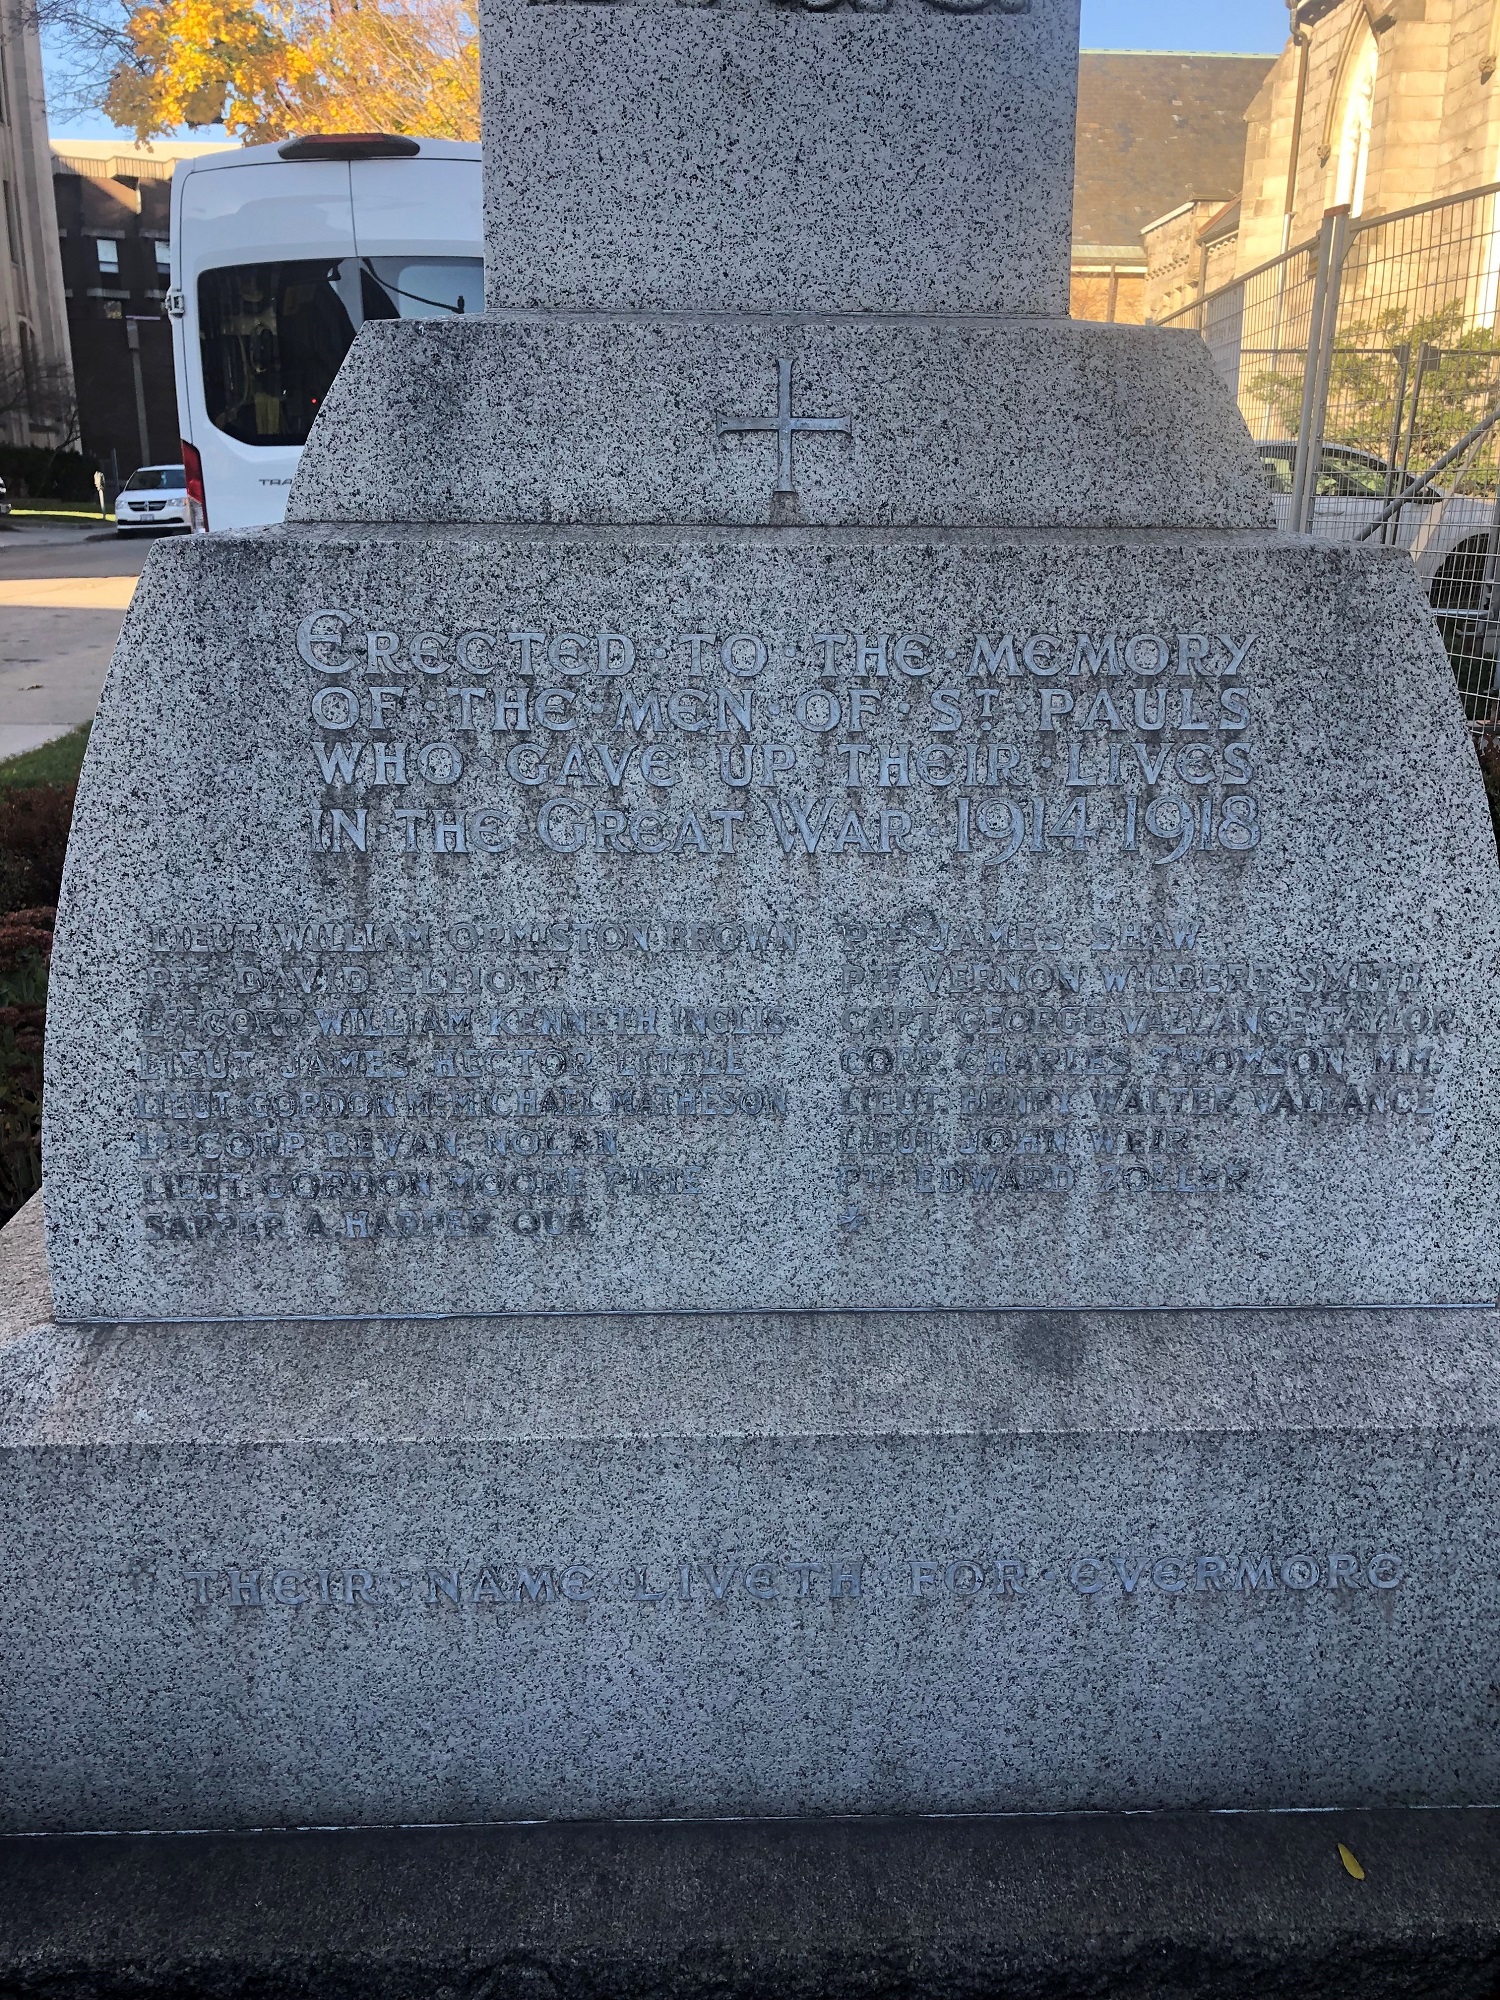 TRA
ERECTED · TO · THE · MEMORY
OF · THE · MEN · OF · ST · PAULS
WHO · GAVE · UP · THEIR · LIVES
IN · THE · GREAT · WAR · 1914-1918
LIEUT. WILLIAM ORMISTON BROWN
PTE DAVID ELLIOTT
LCE CORP. WILLIAM KENNETH INGLIS
LIEUT. JAMES HECTOR LITTLE
LIEUT. GORDON MCMICHAEL MATHESON
LCE CORP. BEVAN NOLAN
LIEUT. GORDON MOORE PIRIE
SAPPER A. HARPER QUA
PTE JAMES SHAW
PTE VERNON WILBERT SMITH
CAPT. GEORGE VALLANCE TAYLOR
CORP. CHARLES THOMSON M.M.
LIEUT. HENRY WALTER VALLANCE
LIEUT. JOHN WEIR
PTE EDWARD ZOLLER
THEIR · NAME · LIVETH · FOR · EVERMORE